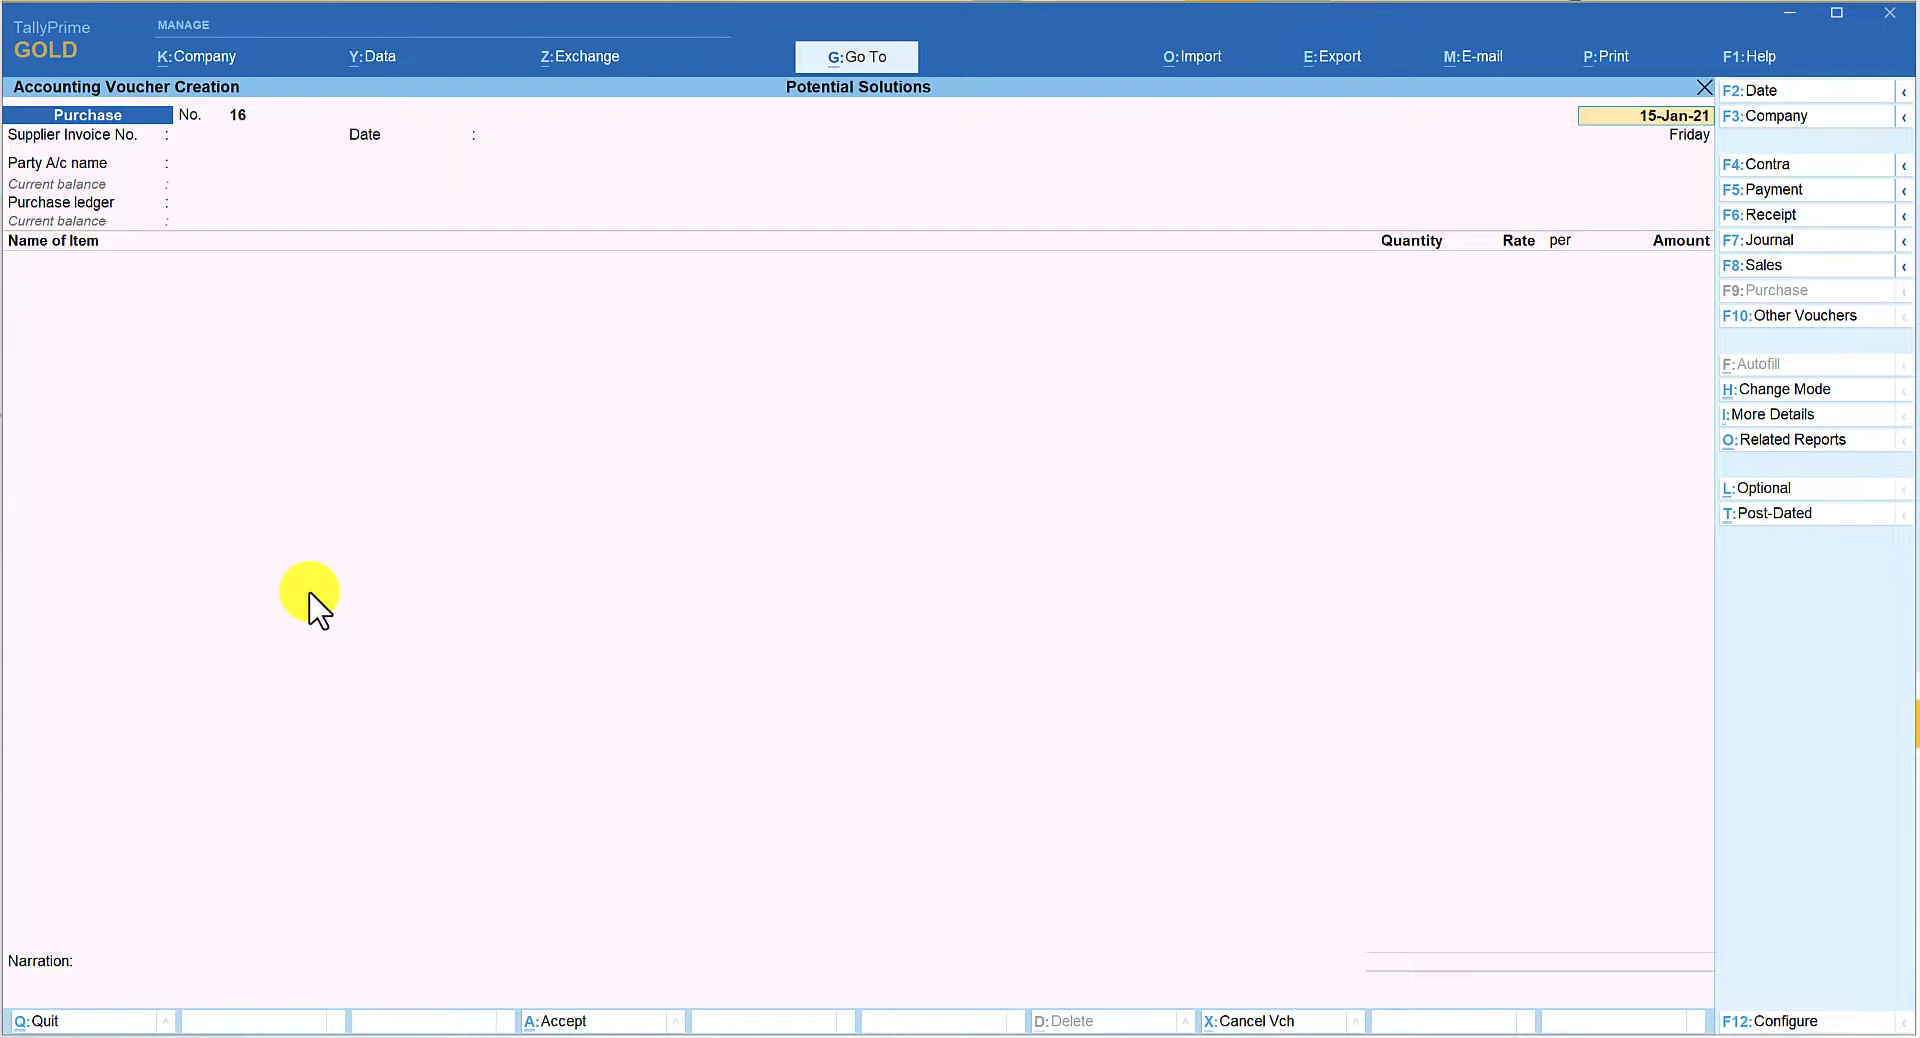 TallyPrime
GOLD
MANAGE
K:Company
Y:Data
Z:Exchange
G:Go To
O:Import
E:Export
M:E-mail
P:Print
F1:Help
Accounting Voucher Creation
Potential Solutions
Purchase No. 16
15-Jan-21
Supplier Invoice No. : Date :
Friday
Party A/c name :
Current balance :
Purchase ledger :
Current balance :
Name of Item Quantity Rate per Amount
F2:Date
F3:Company
F4:Contra
F5:Payment
F6:Receipt
F7:Journal
F8:Sales
F9:Purchase
F10:Other Vouchers
F:Autofill
H:Change Mode
I:More Details
O:Related Reports
L:Optional
T:Post-Dated
Narration:
Q:Quit
A:Accept
D:Delete
X:Cancel Vch
F12:Configure